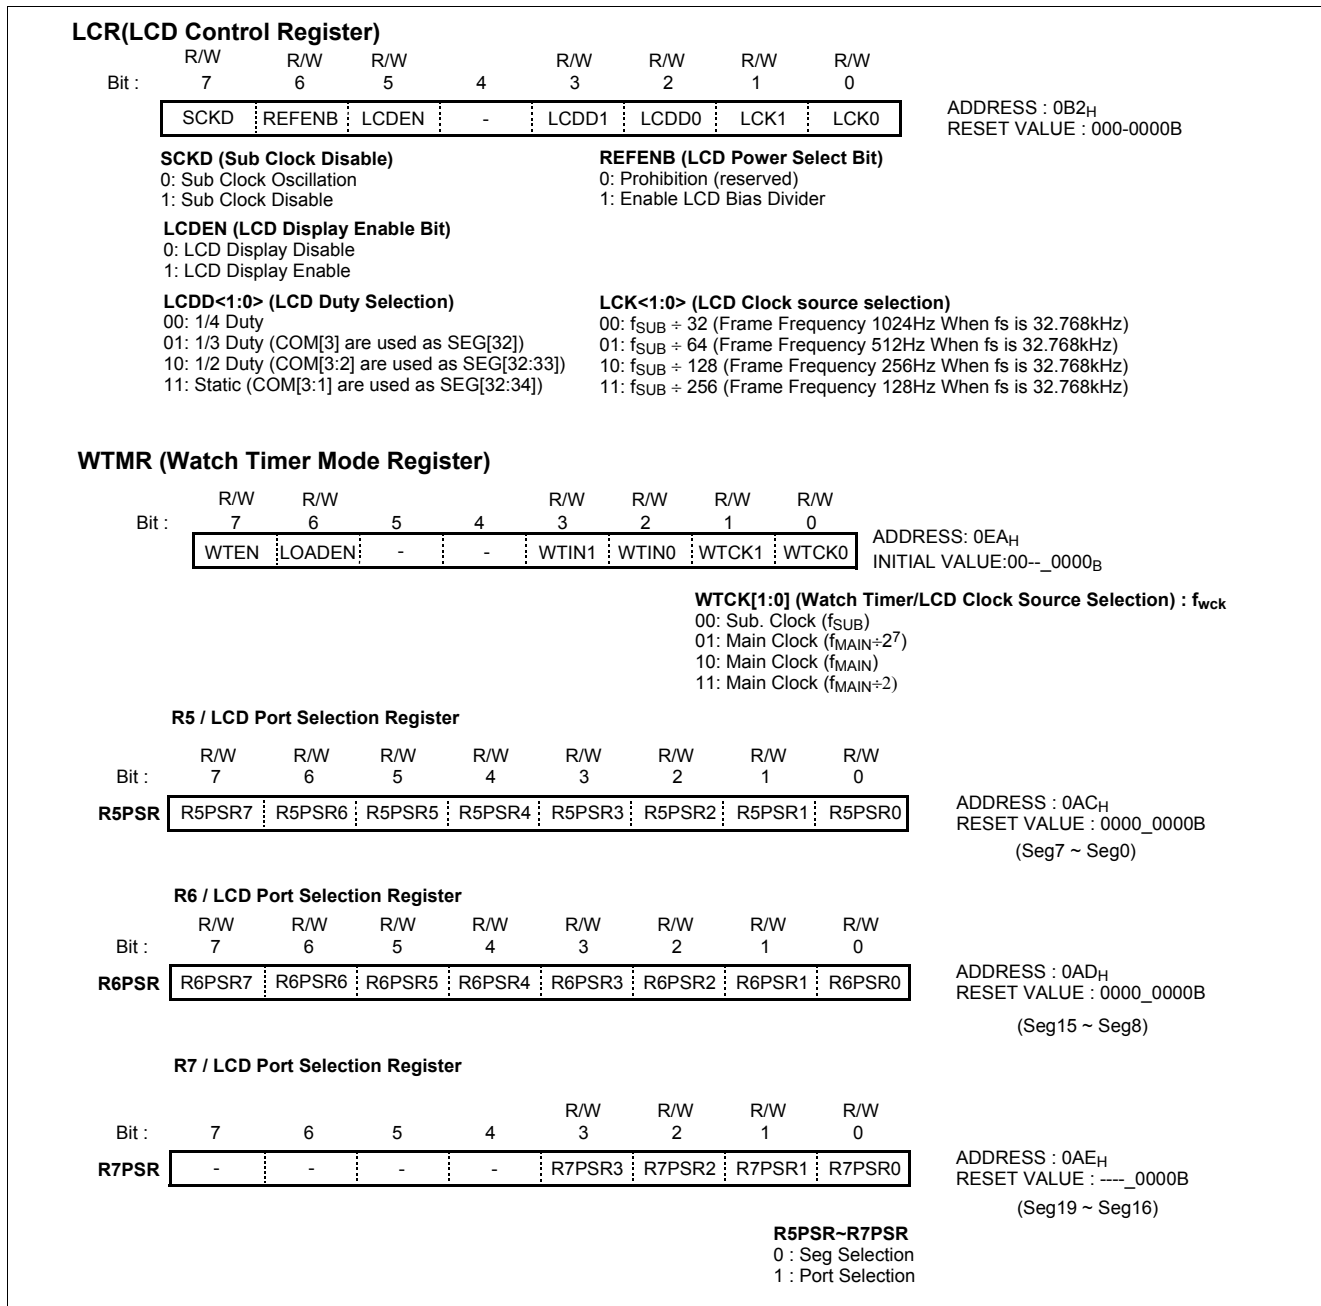 LCR(LCD Control Register)
R/W R/W R/W R/W R/W R/W R/W
Bit : 7 6 5 4 3 2 1 0
SCKD REFENB LCDEN - LCDD1 LCDD0 LCK1 LCK0
ADDRESS : 0B2H
RESET VALUE : 000-0000B
SCKD (Sub Clock Disable)
0: Sub Clock Oscillation
1: Sub Clock Disable
REFENB (LCD Power Select Bit)
0: Prohibition (reserved)
1: Enable LCD Bias Divider
LCDEN (LCD Display Enable Bit)
0: LCD Display Disable
1: LCD Display Enable
LCDD<1:0> (LCD Duty Selection)
00: 1/4 Duty
01: 1/3 Duty (COM[3] are used as SEG[32])
10: 1/2 Duty (COM[3:2] are used as SEG[32:33])
11: Static (COM[3:1] are used as SEG[32:34])
LCK<1:0> (LCD Clock source selection)
00: fSUB ÷ 32 (Frame Frequency 1024Hz When fs is 32.768kHz)
01: fSUB ÷ 64 (Frame Frequency 512Hz When fs is 32.768kHz)
10: fSUB ÷ 128 (Frame Frequency 256Hz When fs is 32.768kHz)
11: fSUB ÷ 256 (Frame Frequency 128Hz When fs is 32.768kHz)
WTMR (Watch Timer Mode Register)
R/W R/W R/W R/W R/W R/W
Bit : 7 6 5 4 3 2 1 0
WTEN LOADEN - - WTIN1 WTIN0 WTCK1 WTCK0
ADDRESS: 0EAH
INITIAL VALUE:00--_0000B
WTCK[1:0] (Watch Timer/LCD Clock Source Selection) : fwck
00: Sub. Clock (fSUB)
01: Main Clock (fMAIN÷2⁷)
10: Main Clock (fMAIN)
11: Main Clock (fMAIN÷2)
R5 / LCD Port Selection Register
R/W R/W R/W R/W R/W R/W R/W R/W
Bit : 7 6 5 4 3 2 1 0
R5PSR R5PSR7 R5PSR6 R5PSR5 R5PSR4 R5PSR3 R5PSR2 R5PSR1 R5PSR0
ADDRESS : 0ACH
RESET VALUE : 0000_0000B
(Seg7 ~ Seg0)
R6 / LCD Port Selection Register
R/W R/W R/W R/W R/W R/W R/W R/W
Bit : 7 6 5 4 3 2 1 0
R6PSR R6PSR7 R6PSR6 R6PSR5 R6PSR4 R6PSR3 R6PSR2 R6PSR1 R6PSR0
ADDRESS : 0ADH
RESET VALUE : 0000_0000B
(Seg15 ~ Seg8)
R7 / LCD Port Selection Register
R/W R/W R/W R/W
Bit : 7 6 5 4 3 2 1 0
R7PSR - - - - R7PSR3 R7PSR2 R7PSR1 R7PSR0
ADDRESS : 0AEH
RESET VALUE : ----_0000B
(Seg19 ~ Seg16)
R5PSR~R7PSR
0 : Seg Selection
1 : Port Selection